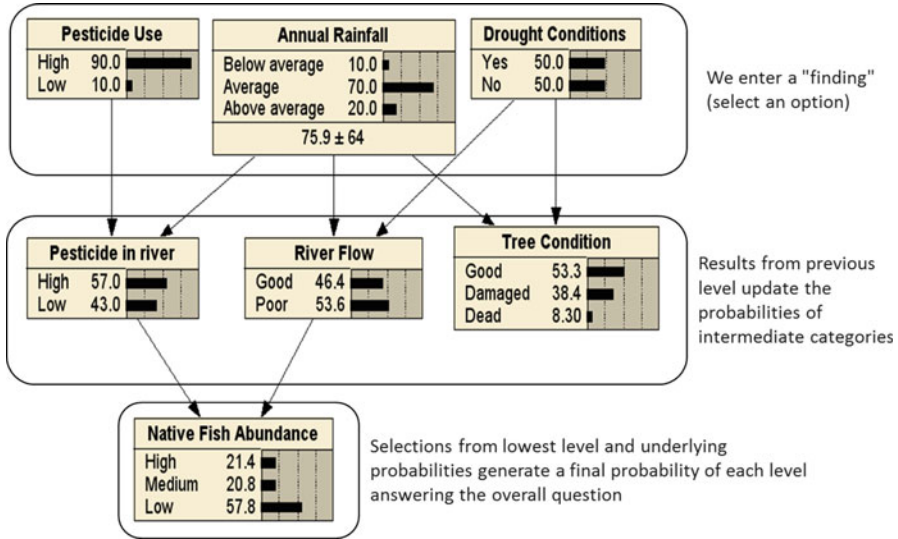 Pesticide Use
High 90.0
Low 10.0
Annual Rainfall
Below average 10.0
Average 70.0
Above average 20.0
75.9 ± 64
Drought Conditions
Yes 50.0
No 50.0
We enter a "finding"
(select an option)
Pesticide in river
High 57.0
Low 43.0
River Flow
Good 46.4
Poor 53.6
Tree Condition
Good 53.3
Damaged 38.4
Dead 8.30
Results from previous
level update the
probabilities of
intermediate categories
Native Fish Abundance
High 21.4
Medium 20.8
Low 57.8
Selections from lowest level and underlying
probabilities generate a final probability of each level
answering the overall question